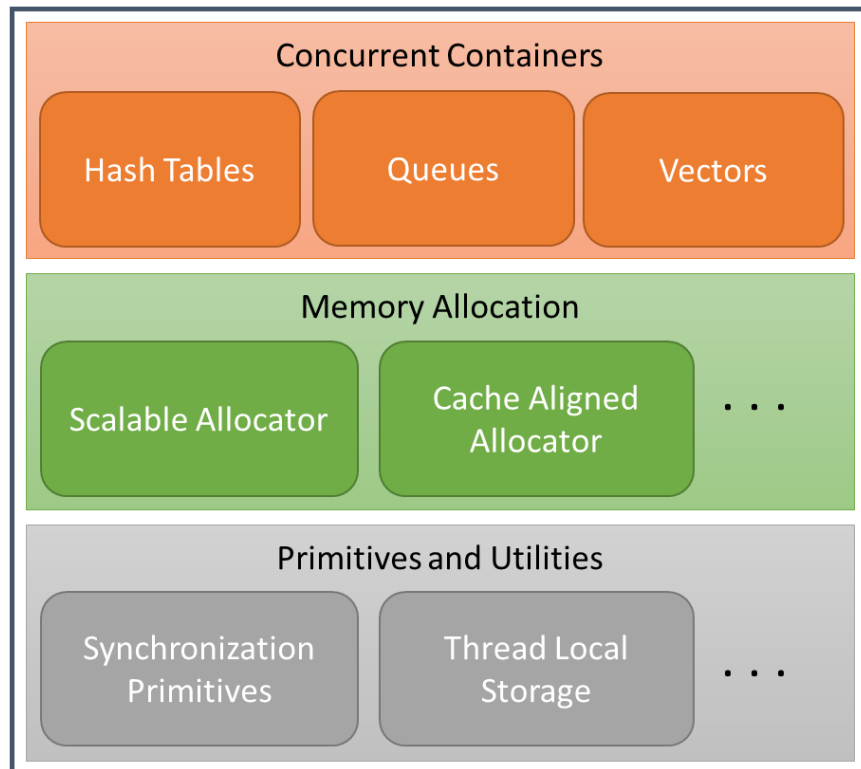 Concurrent Containers
Hash Tables
Queues
Vectors
Memory Allocation
Scalable Allocator
Cache Aligned
Allocator
. . .
Primitives and Utilities
Synchronization
Primitives
Thread Local
Storage
. . .